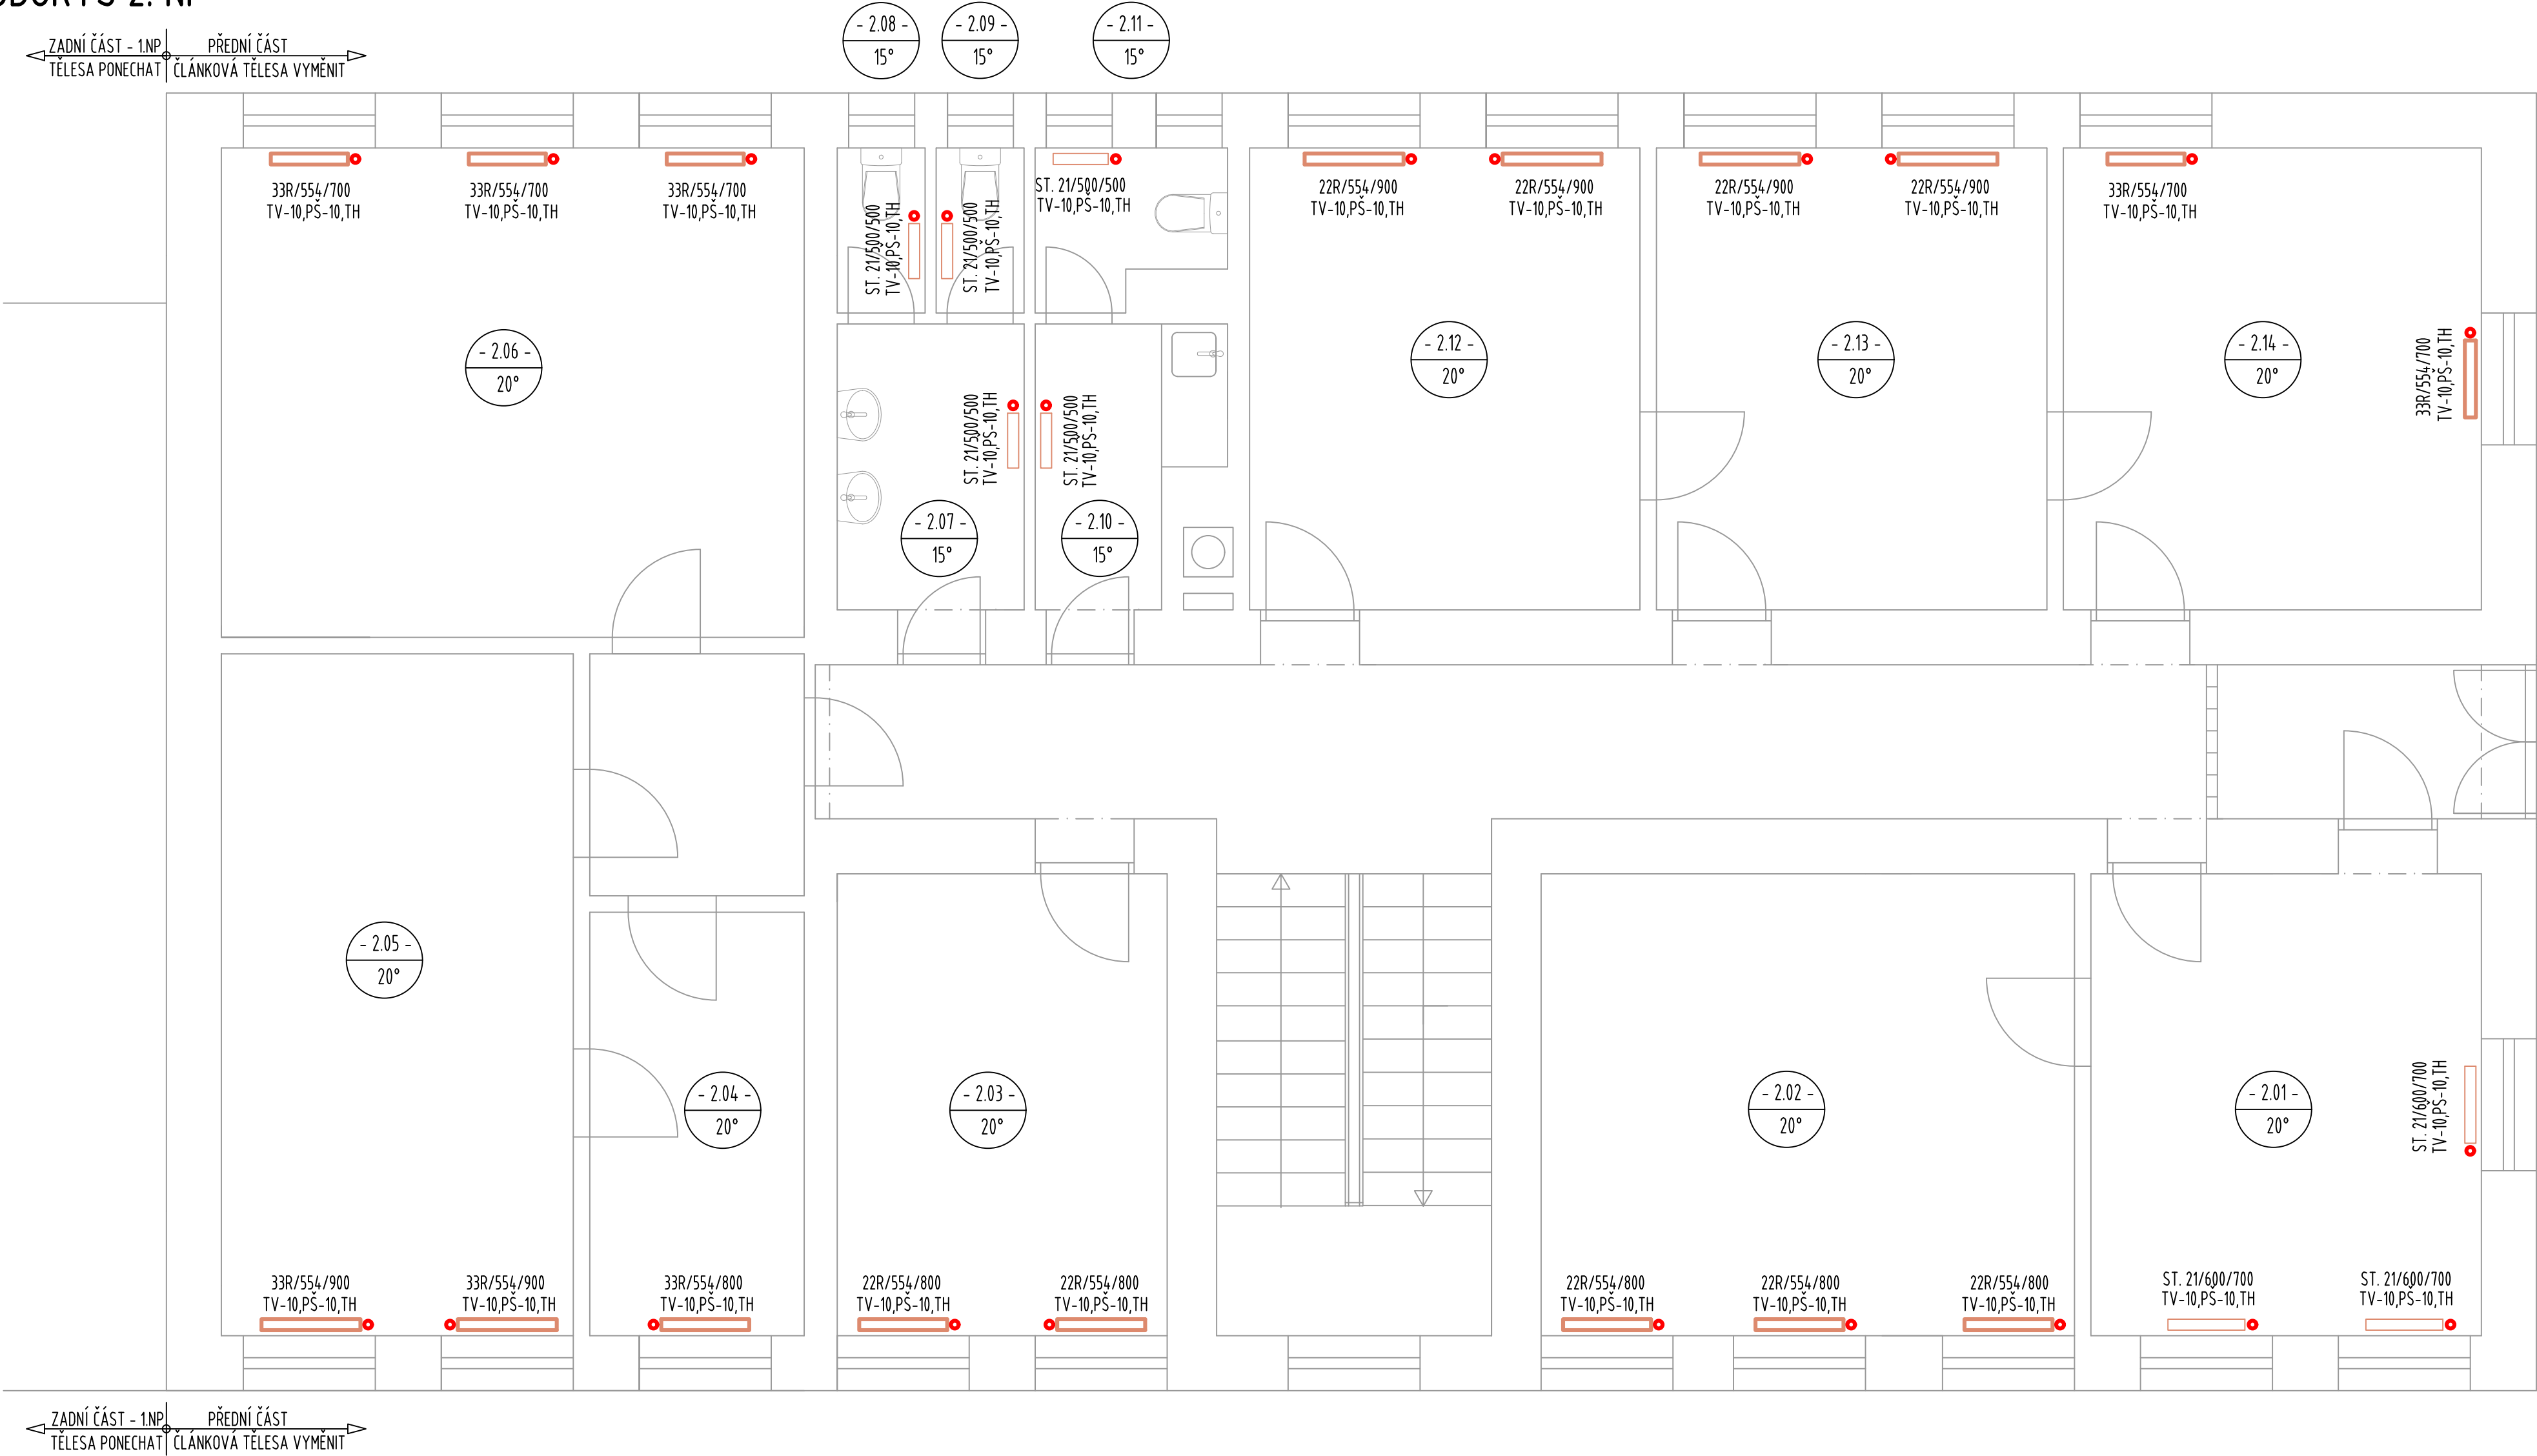 2. NP
ZADNÍ ČÁST - 1.NP
PŘEDNÍ ČÁST
TĚLESA PONECHAT
ČLÁNKOVÁ TĚLESA VYMĚNIT
- 2.08 -
15°
- 2.09 -
15°
- 2.11 -
15°
33R/554/700
TV-10,PŠ-10,TH
33R/554/700
TV-10,PŠ-10,TH
33R/554/700
TV-10,PŠ-10,TH
ST. 21/500/500
TV-10,PŠ-10,TH
ST. 21/500/500
TV-10,PŠ-10,TH
ST. 21/500/500
TV-10,PŠ-10,TH
22R/554/900
TV-10,PŠ-10,TH
22R/554/900
TV-10,PŠ-10,TH
22R/554/900
TV-10,PŠ-10,TH
22R/554/900
TV-10,PŠ-10,TH
33R/554/700
TV-10,PŠ-10,TH
- 2.06 -
20°
- 2.12 -
20°
- 2.13 -
20°
- 2.14 -
20°
33R/554/700
TV-10,PŠ-10,TH
ST. 21/500/500
TV-10,PŠ-10,TH
ST. 21/500/500
TV-10,PŠ-10,TH
- 2.07 -
15°
- 2.10 -
15°
- 2.05 -
20°
- 2.04 -
20°
- 2.03 -
20°
- 2.02 -
20°
- 2.01 -
20°
ST. 21/600/700
TV-10,PŠ-10,TH
33R/554/900
TV-10,PŠ-10,TH
33R/554/900
TV-10,PŠ-10,TH
33R/554/800
TV-10,PŠ-10,TH
22R/554/800
TV-10,PŠ-10,TH
22R/554/800
TV-10,PŠ-10,TH
22R/554/800
TV-10,PŠ-10,TH
22R/554/800
TV-10,PŠ-10,TH
22R/554/800
TV-10,PŠ-10,TH
ST. 21/600/700
TV-10,PŠ-10,TH
ST. 21/600/700
TV-10,PŠ-10,TH
ZADNÍ ČÁST - 1.NP
PŘEDNÍ ČÁST
TĚLESA PONECHAT
ČLÁNKOVÁ TĚLESA VYMĚNIT